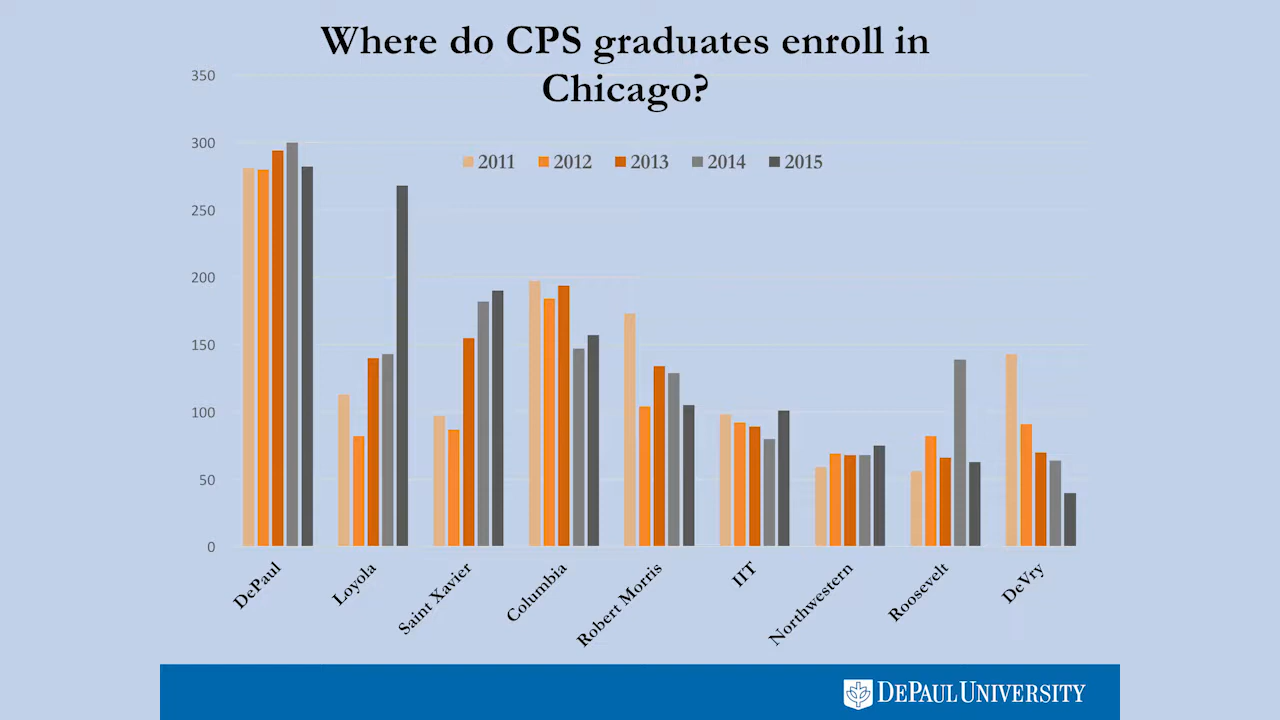 Where do CPS graduates enroll in
Chicago?
350
300
250
200
150
100
50
0
2011 2012 2013 2014 2015
DePaul
Loyola
Saint Xavier
Columbia
Robert Morris
IIT
Northwestern
Roosevelt
DeVry
DEPAUL UNIVERSITY